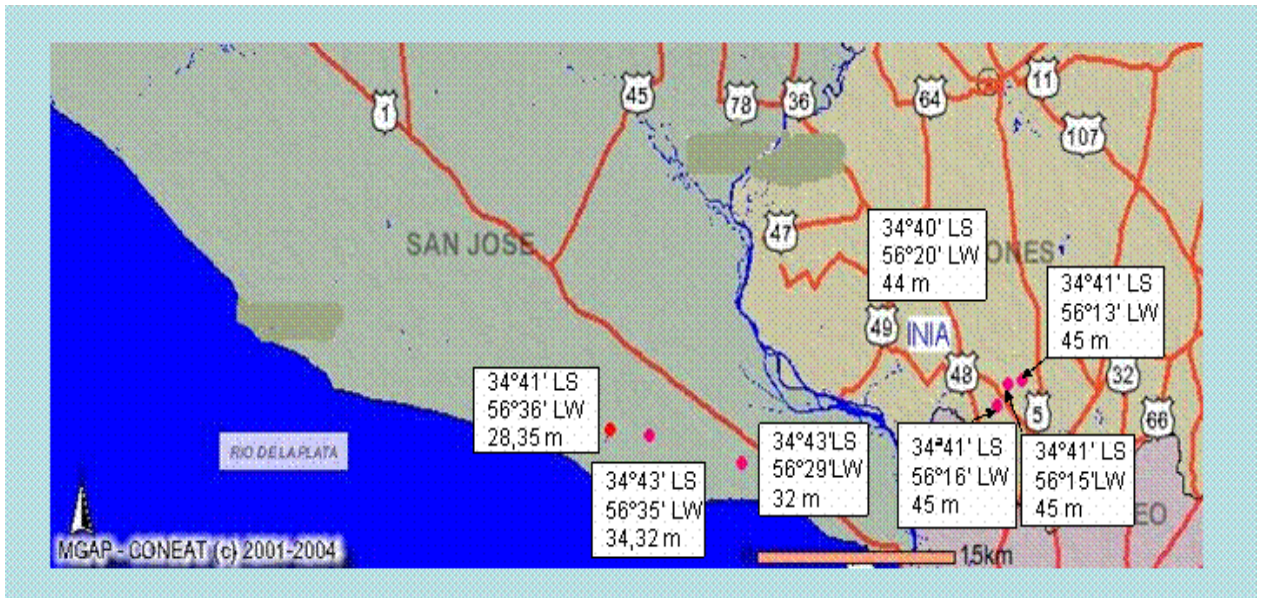 1
45
78
36
64
11
107
47
SAN JOSE
34°40' LS
56°20' LW
44 m
ONES
34°41' LS
56°13' LW
45 m
49
INIA
48
32
5
66
34°41' LS
56°36' LW
28,35 m
RIO DE LA PLATA
34°43' LS
56°35' LW
34,32 m
34°43'LS
56°29'LW
32 m
34ª41' LS
56°16' LW
45 m
34°41' LS
56°15'LW
45 m
EO
MGAP - CONEAT (c) 2001-2004
15km